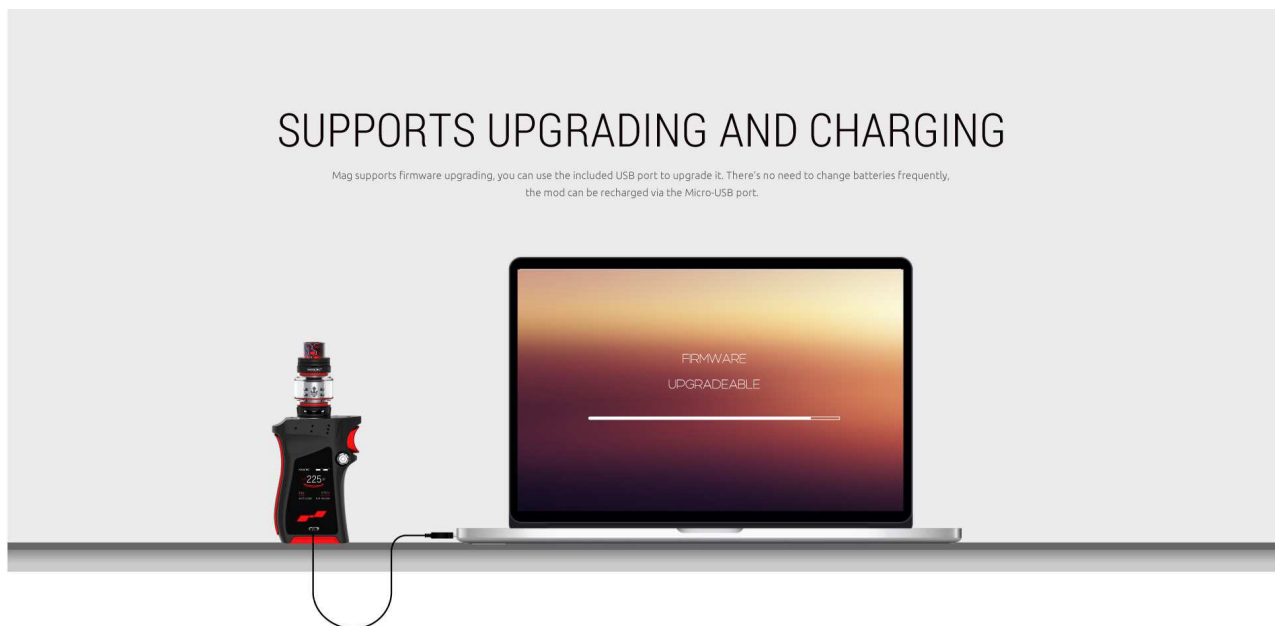 SUPPORTS UPGRADING AND CHARGING
Mag supports firmware upgrading, you can use the included USB port to upgrade it. There's no need to change batteries frequently,
the mod can be recharged via the Micro-USB port.
FIRMWARE
UPGRADEABLE
225